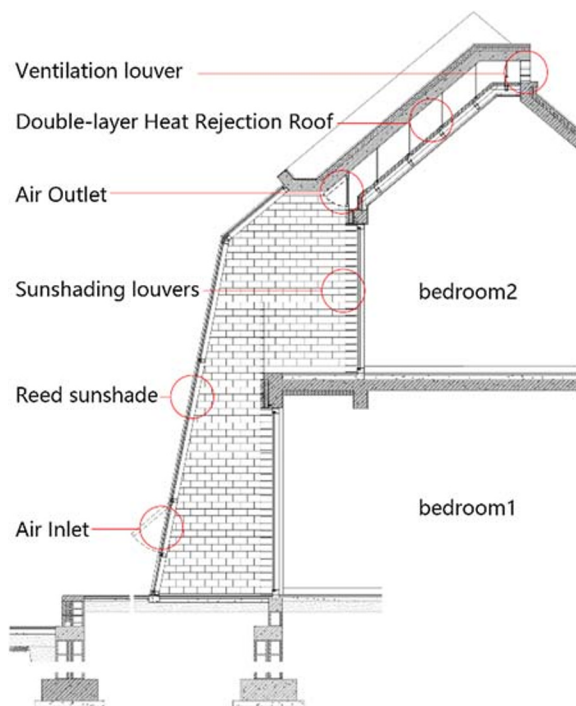 Ventilation louver
Double-layer Heat Rejection Roof
Air Outlet
Sunshading louvers
bedroom2
Reed sunshade
bedroom1
Air Inlet